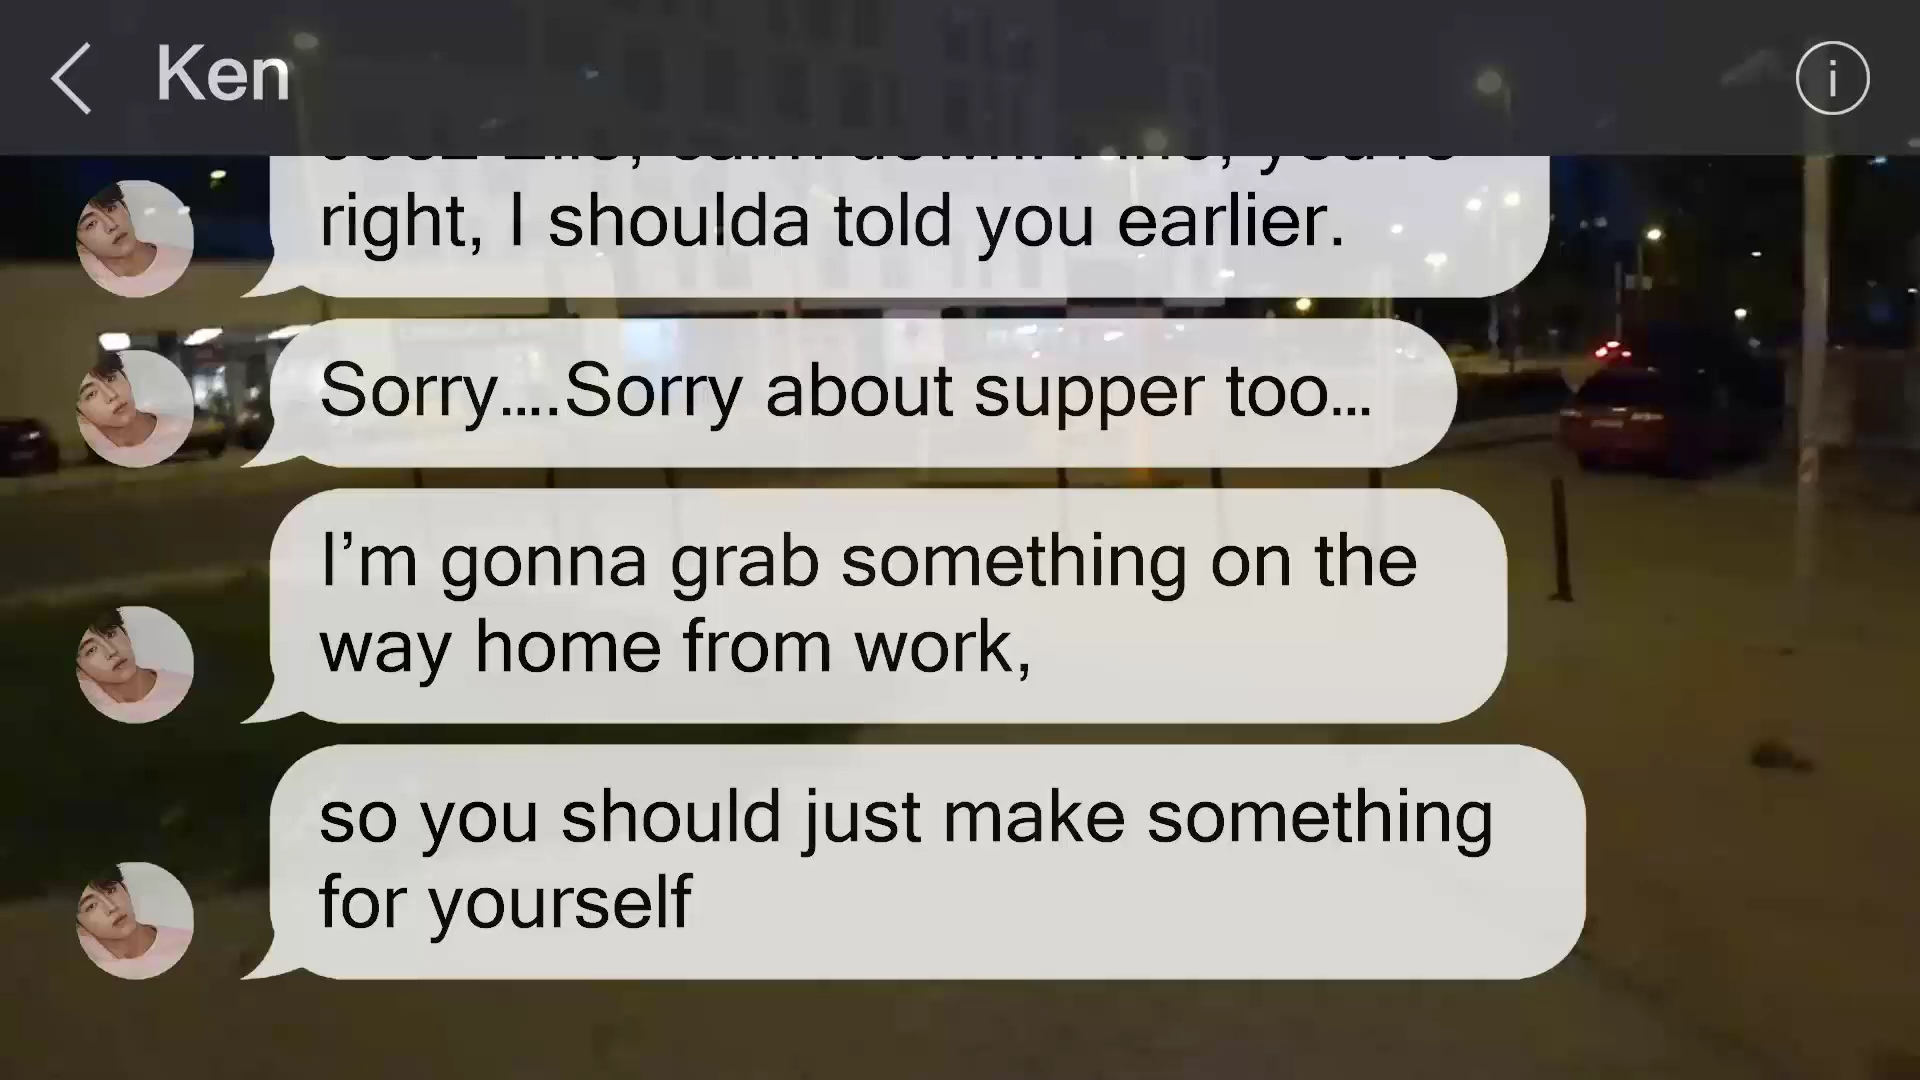 Ken
right, I shoulda told you earlier.
Sorry....Sorry about supper too...
I’m gonna grab something on the
way home from work,
so you should just make something
for yourself